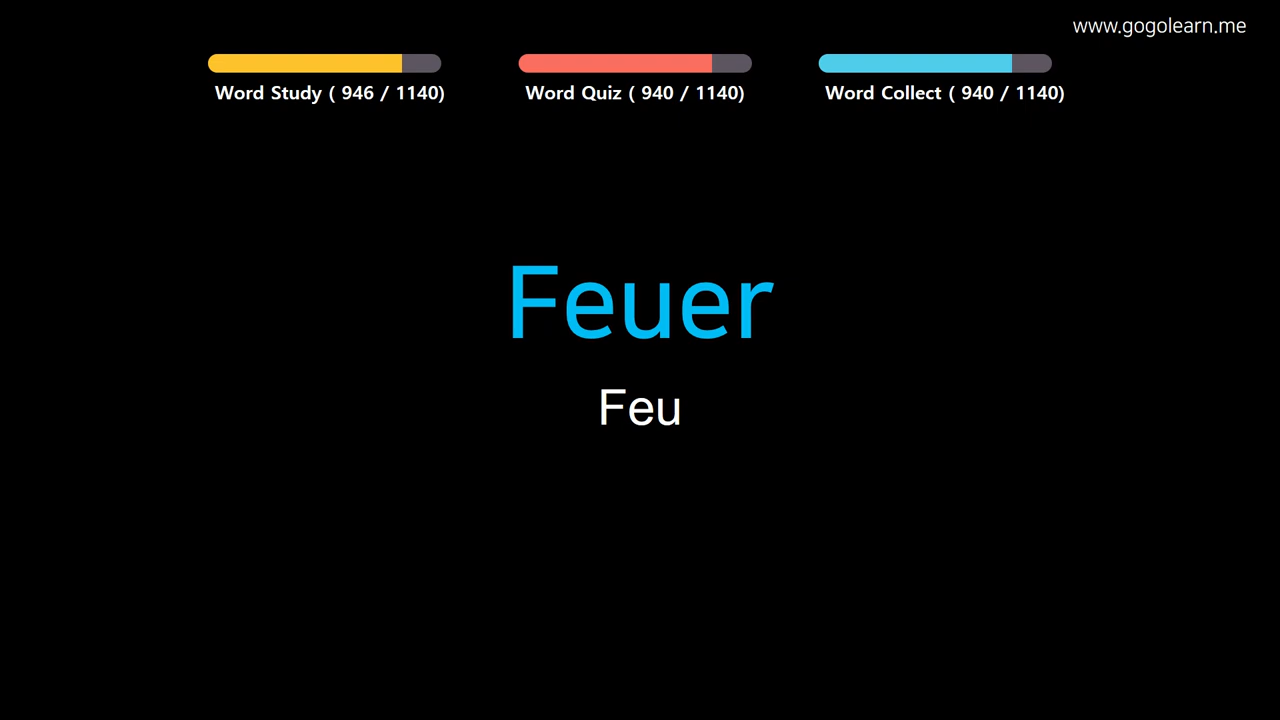 www.gogolearn.me
Word Study ( 946 / 1140)
Word Quiz ( 940 / 1140)
Word Collect ( 940 / 1140)
Feuer
Feu